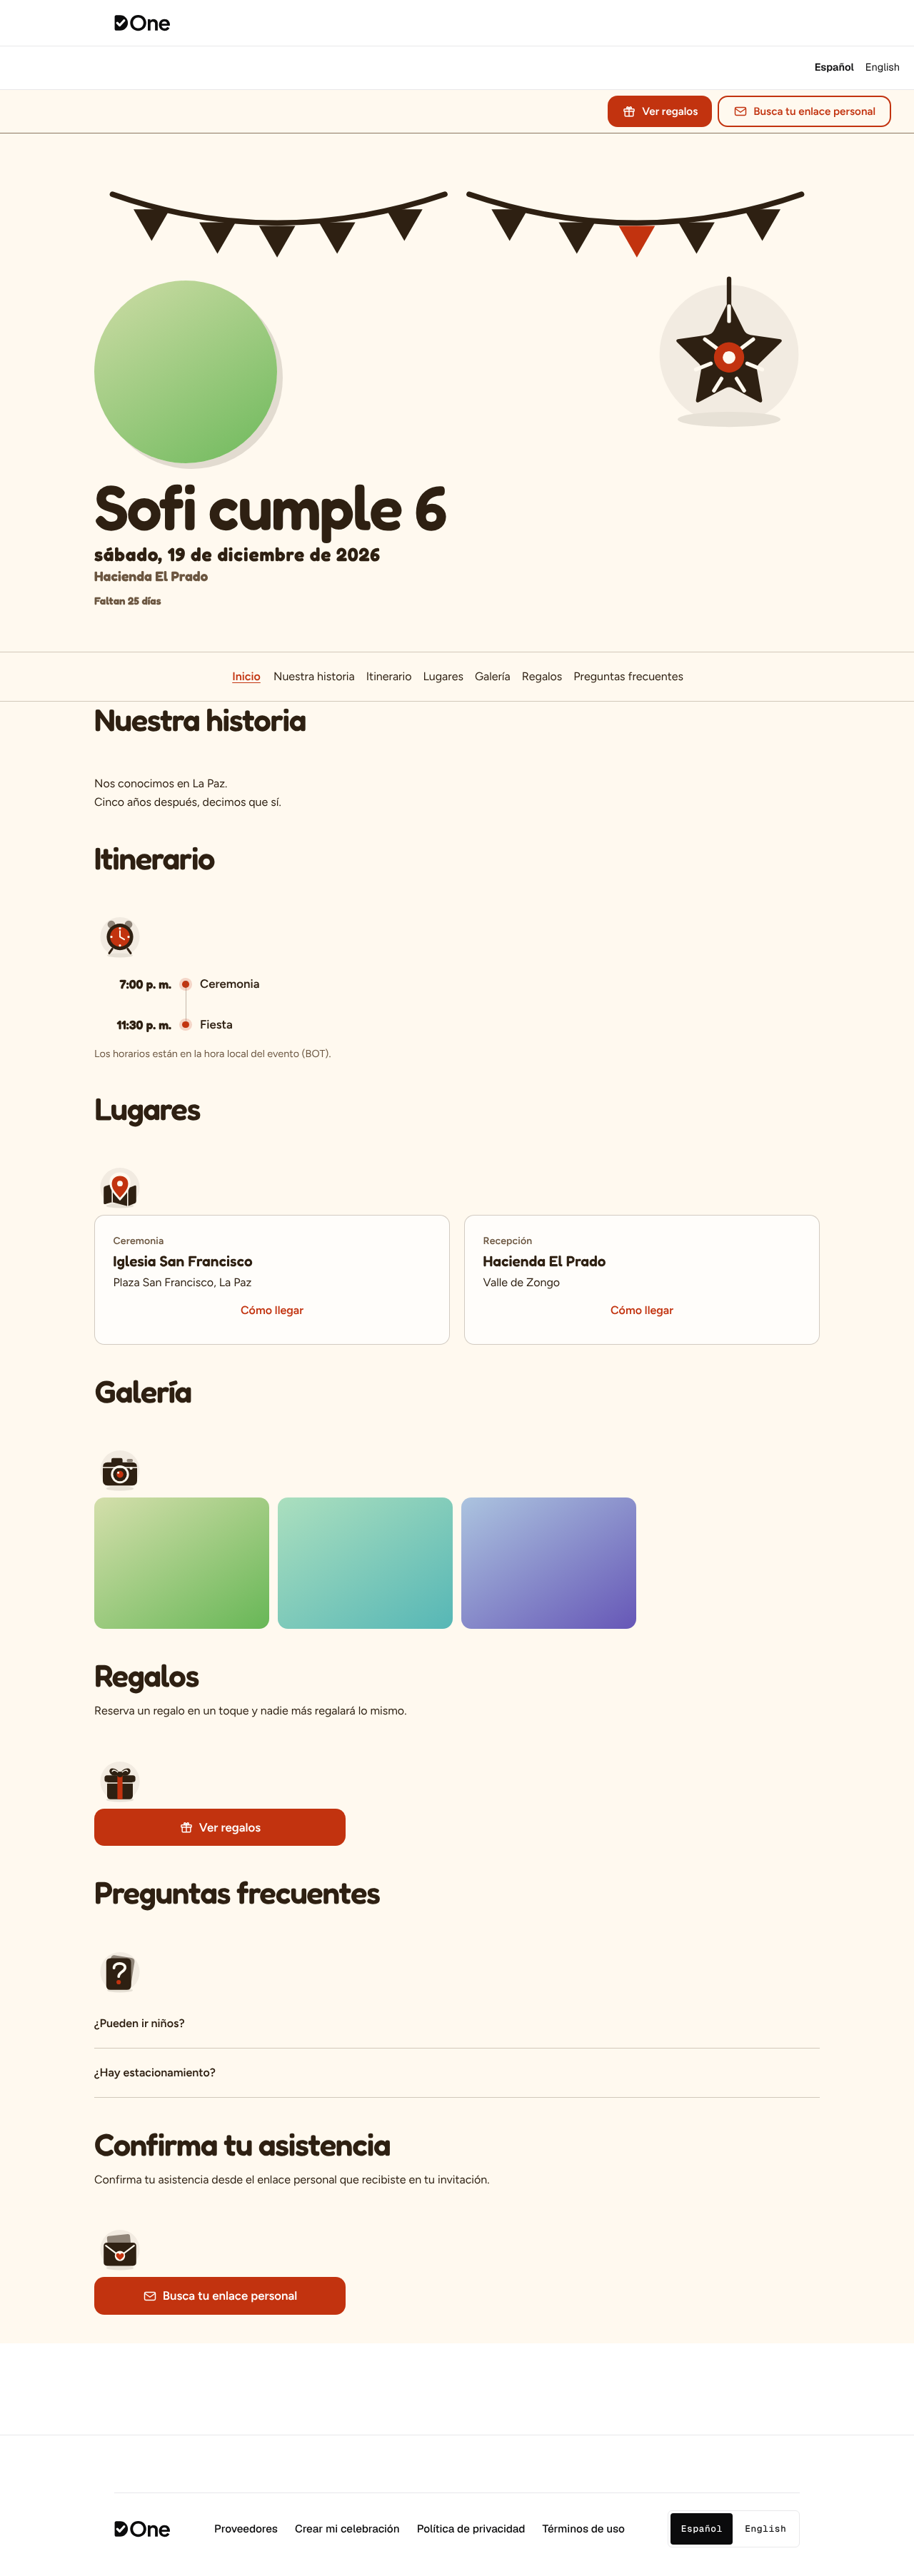 One
Español English
Ver regalos Busca tu enlace personal
Sofi cumple 6
sábado, 19 de diciembre de 2026
Hacienda El Prado
Faltan 25 días
Inicio Nuestra historia Itinerario Lugares Galería Regalos Preguntas frecuentes
Nuestra historia
Nos conocimos en La Paz.
Cinco años después, decimos que sí.
Itinerario
7:00 p. m. Ceremonia
11:30 p. m. Fiesta
Los horarios están en la hora local del evento (BOT).
Lugares
Ceremonia
Iglesia San Francisco
Plaza San Francisco, La Paz
Cómo llegar
Recepción
Hacienda El Prado
Valle de Zongo
Cómo llegar
Galería
Regalos
Reserva un regalo en un toque y nadie más regalará lo mismo.
Ver regalos
Preguntas frecuentes
?
¿Pueden ir niños?
¿Hay estacionamiento?
Confirma tu asistencia
Confirma tu asistencia desde el enlace personal que recibiste en tu invitación.
Busca tu enlace personal
One
Proveedores Crear mi celebración Política de privacidad Términos de uso
Español English